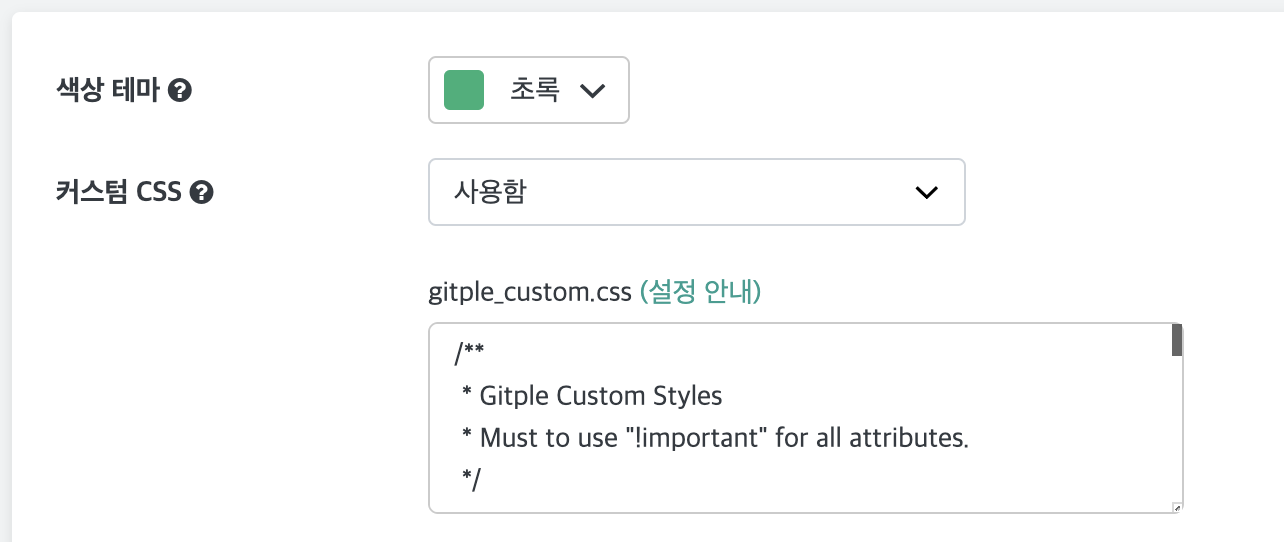 색상 테마
초록
커스텀 CSS
사용함
gitple_custom.css (설정 안내)
/**
* Gitple Custom Styles
* Must to use "!important" for all attributes.
*/